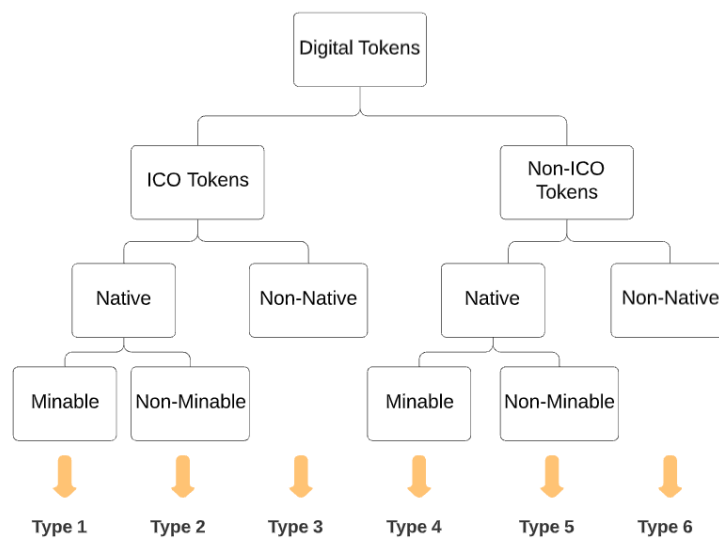 Digital Tokens
ICO Tokens
Non-ICO
Tokens
Native
Non-Native
Native
Non-Native
Minable
Non-Minable
Minable
Non-Minable
Type 1
Type 2
Type 3
Type 4
Type 5
Type 6